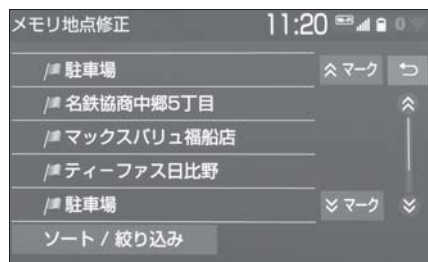 メモリ地点修正 11:20
駐車場 マーク
名鉄協商中郷5丁目
マックスバリュ福船店
ティーファス日比野
駐車場 マーク
ソート / 絞り込み